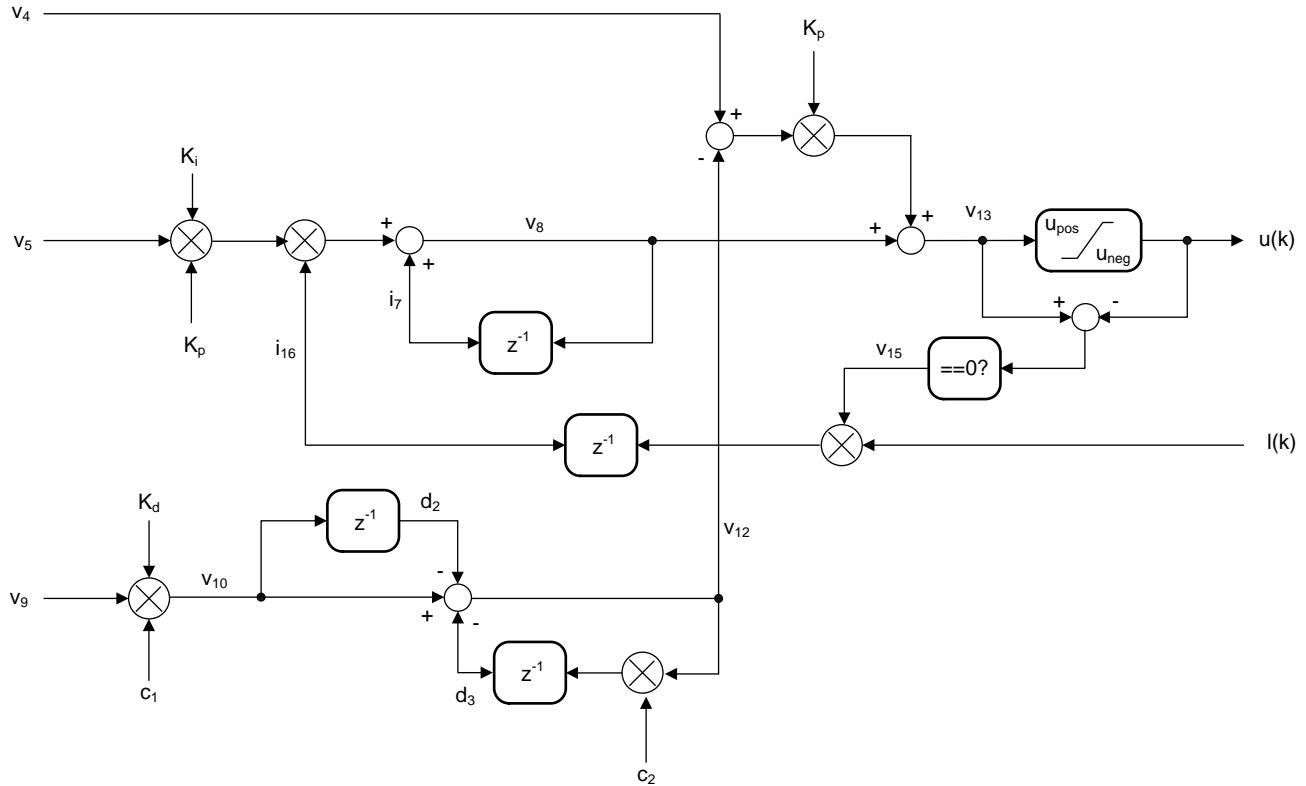 v4
Kp
+
-
Ki
v5
Kp
+
+
v8
i7
z-1
+
+
v13
upos
uneg
u(k)
+
-
i16
v15
==0?
z-1
l(k)
Kd
z-1
d2
v12
v9
v10
-
+
-
z-1
d3
c1
c2